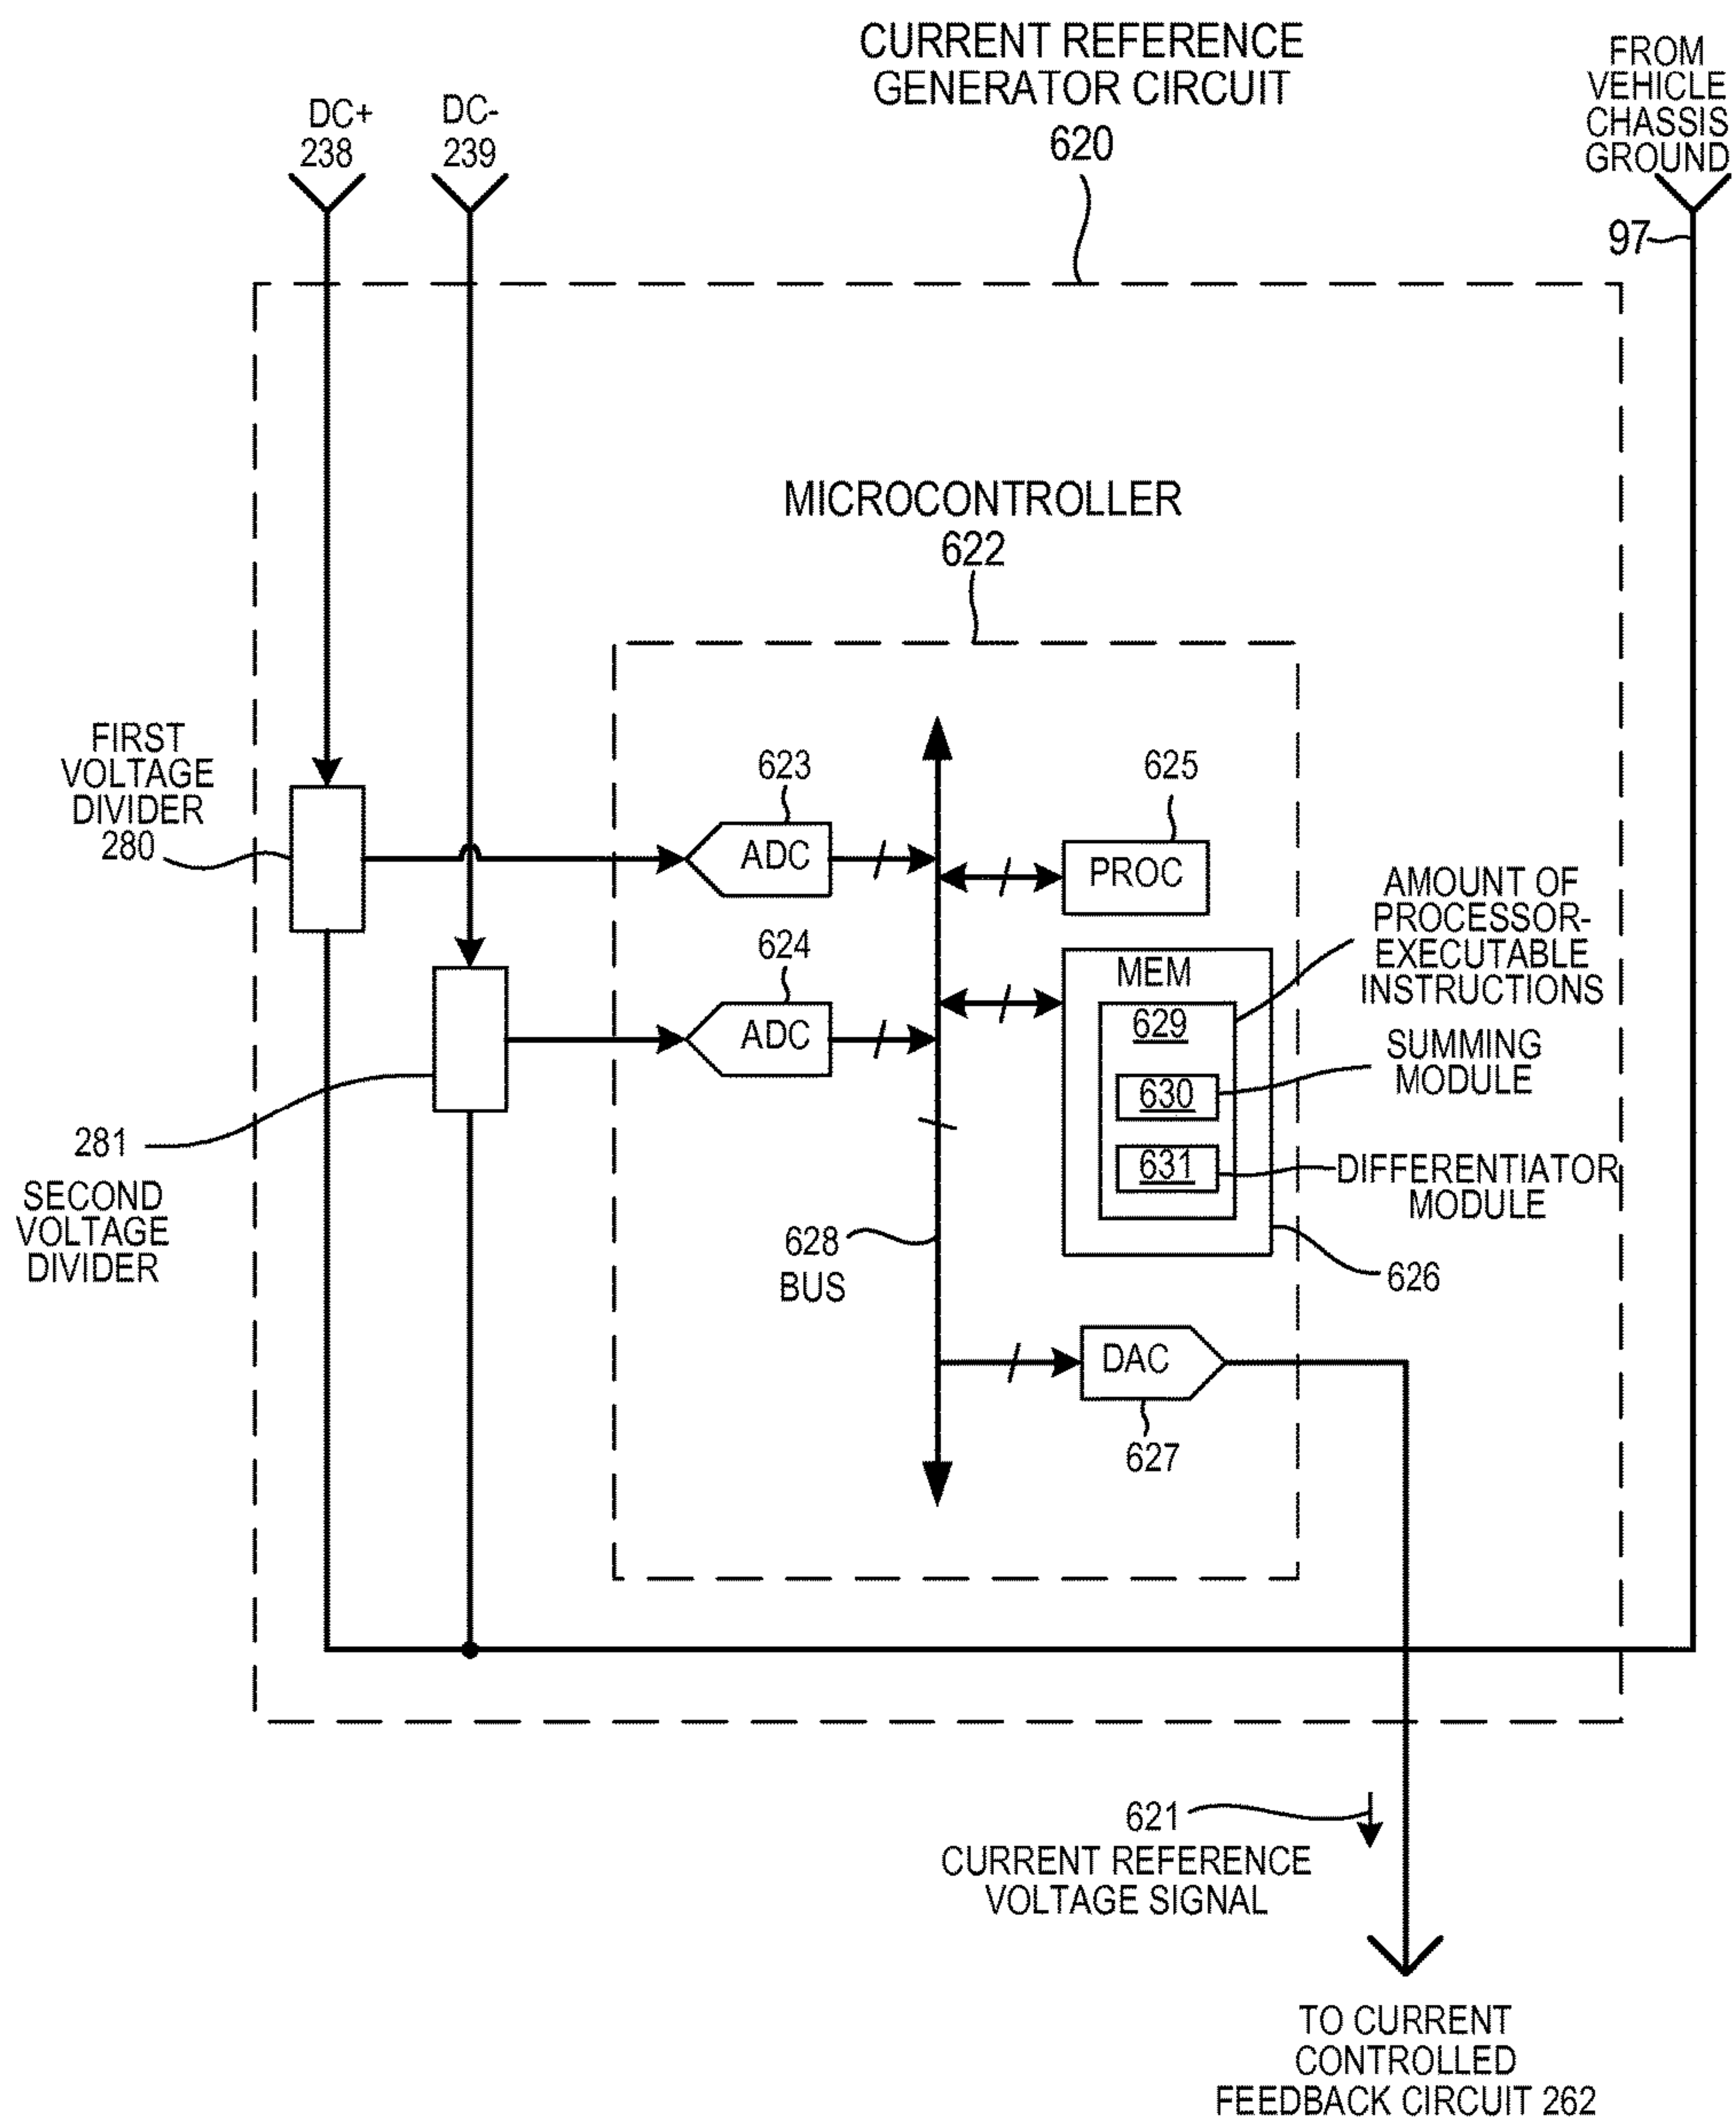 CURRENT REFERENCE
GENERATOR CIRCUIT
620
FROM
VEHICLE
CHASSIS
GROUND
97
DC+
238
DC-
239
MICROCONTROLLER
622
FIRST
VOLTAGE
DIVIDER
280
623
ADC
625
PROC
624
ADC
AMOUNT OF
PROCESSOR-
EXECUTABLE
INSTRUCTIONS
MEM
629
SUMMING
MODULE
630
631
DIFFERENTIATOR
MODULE
281
SECOND
VOLTAGE
DIVIDER
628
BUS
626
DAC
627
621
CURRENT REFERENCE
VOLTAGE SIGNAL
TO CURRENT
CONTROLLED
FEEDBACK CIRCUIT 262